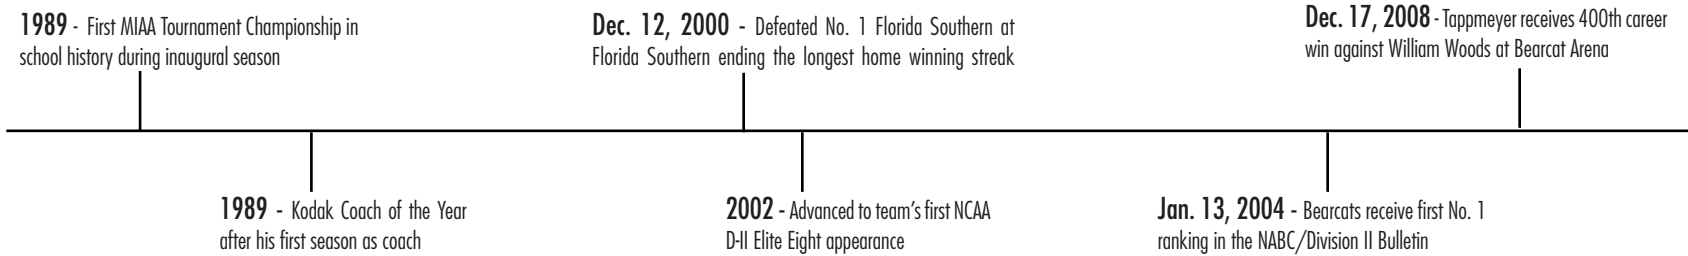 1989 - First MIAA Tournament Championship in
school history during inaugural season
Dec. 12, 2000 - Defeated No. 1 Florida Southern at
Florida Southern ending the longest home winning streak
Dec. 17, 2008 - Tappmeyer receives 400th career
win against William Woods at Bearcat Arena
1989 - Kodak Coach of the Year
after his first season as coach
2002 - Advanced to team's first NCAA
D-II Elite Eight appearance
Jan. 13, 2004 - Bearcats receive first No. 1
ranking in the NABC/Division II Bulletin